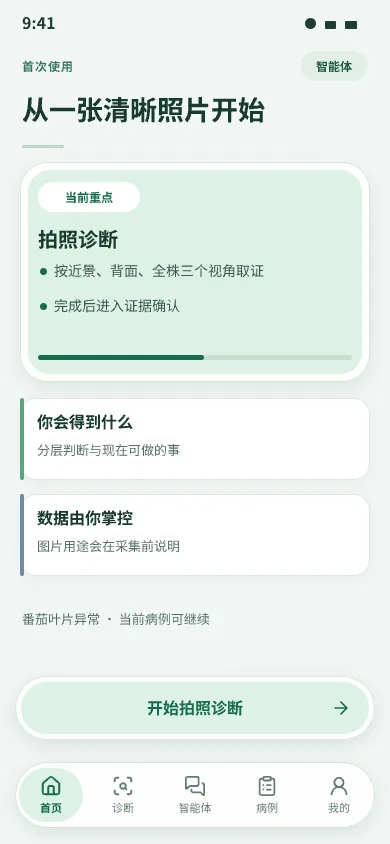 9:41
首次使用
智能体
从一张清晰照片开始
当前重点
拍照诊断
按近景、背面、全株三个视角取证
完成后进入证据确认
你会得到什么
分层判断与现在可做的事
数据由你掌控
图片用途会在采集前说明
番茄叶片异常 · 当前病例可继续
开始拍照诊断
首页
诊断
智能体
病例
我的